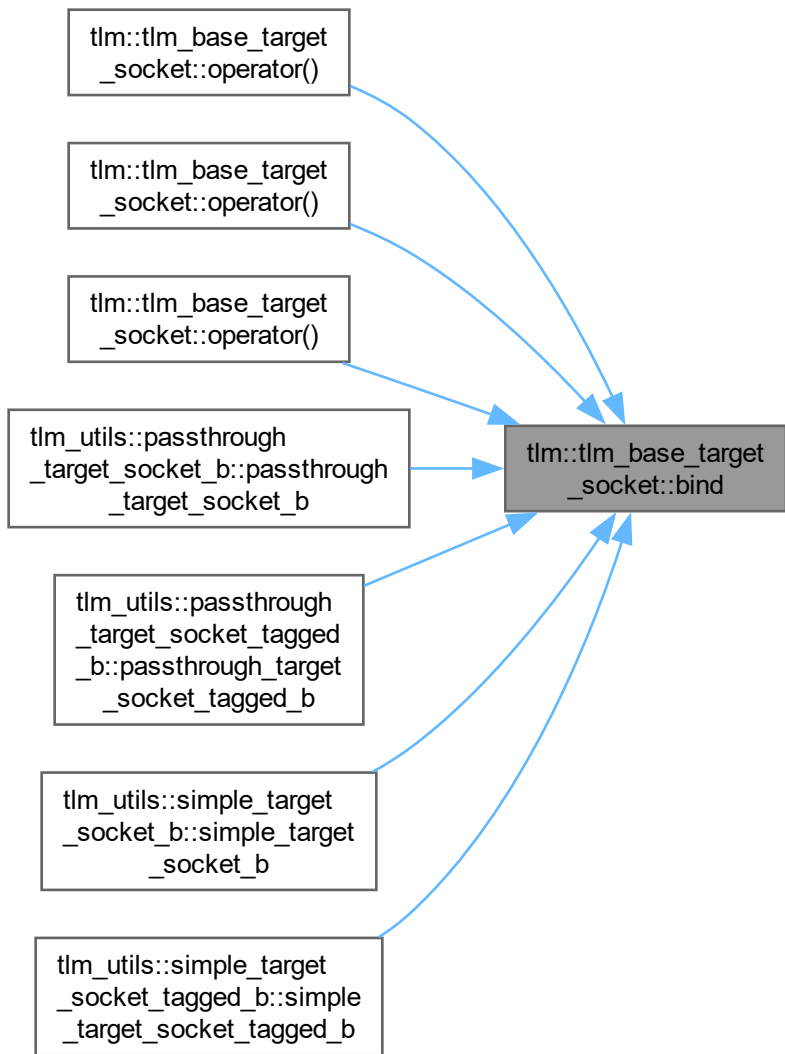 tlm::tlm_base_target
_socket::operator()
tlm::tlm_base_target
_socket::operator()
tlm::tlm_base_target
_socket::operator()
tlm_utils::passthrough
_target_socket_b::passthrough
_target_socket_b
tlm::tlm_base_target
_socket::bind
tlm_utils::passthrough
_target_socket_tagged
_b::passthrough_target
_socket_tagged_b
tlm_utils::simple_target
_socket_b::simple_target
_socket_b
tlm_utils::simple_target
_socket_tagged_b::simple
_target_socket_tagged_b